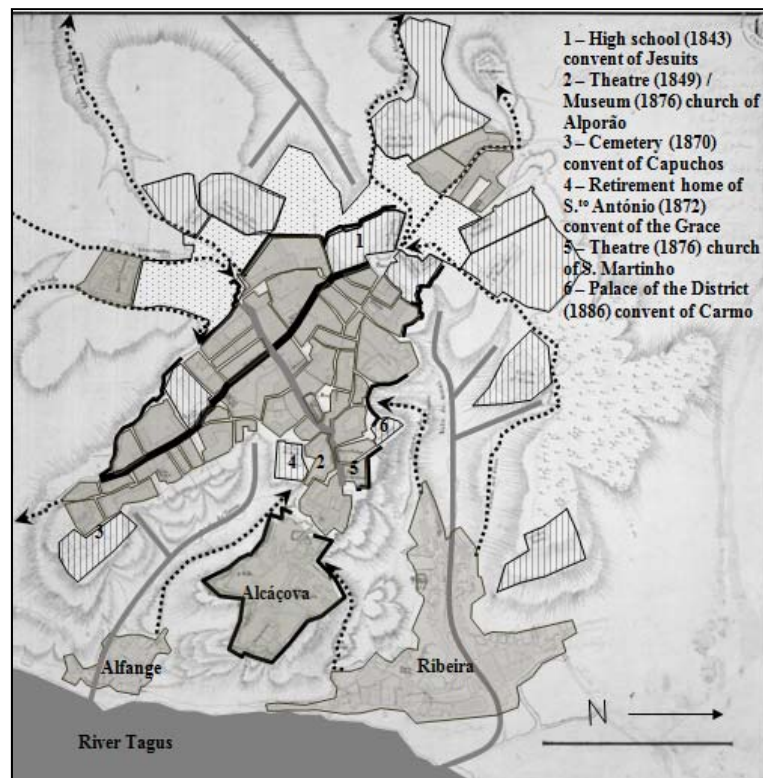 1 – High school (1843)
convent of Jesuits
2 – Theatre (1849) /
Museum (1876) church of
Alporão
3 – Cemetery (1870)
convent of Capuchos
4 – Retirement home of
S.to António (1872)
convent of the Grace
5 – Theatre (1876) church
of S. Martinho
6 – Palace of the District
(1886) convent of Carmo
1
6
4
2
5
3
Alcáçova
Alfange
Ribeira
N
River Tagus